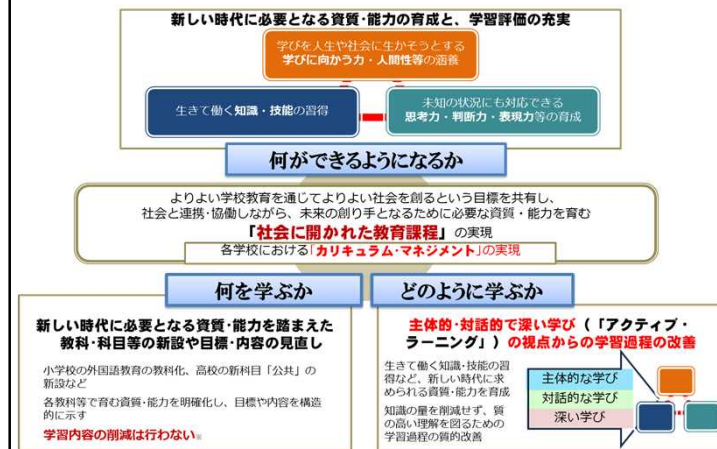 新しい時代に必要となる資質・能力の育成と、学習評価の充実
学びを人生や社会に生かそうとする
学びに向かう力・人間性等の涵養
生きて働く知識・技能の習得
未知の状況にも対応できる
思考力・判断力・表現力等の育成
何ができるようになるか
よりよい学校教育を通じてよりよい社会を創るという目標を共有し、
社会と連携・協働しながら、未来の創り手となるために必要な資質・能力を育む
「社会に開かれた教育課程」の実現
各学校における「カリキュラム・マネジメント」の実現
何を学ぶか
新しい時代に必要となる資質・能力を踏まえた
教科・科目等の新設や目標・内容の見直し
小学校の外国語教育の教科化、高校の新科目「公共」の
新設など
各教科等で育む資質・能力を明確化し、目標や内容を構造
的に示す
学習内容の削減は行わない※
どのように学ぶか
主体的・対話的で深い学び（「アクティブ・
ラーニング」）の視点からの学習過程の改善
生きて働く知識・技能の習
得など、新しい時代に求
められる資質・能力を育成
知識の量を削減せず、質
の高い理解を図るための
学習過程の質的改善
主体的な学び
対話的な学び
深い学び